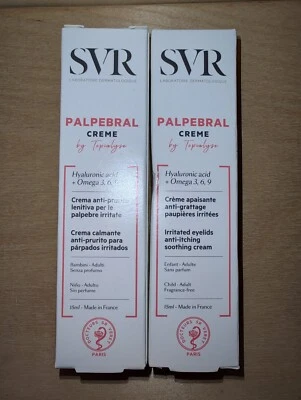 SVR
LABORATOIRE DERMATOLOGIQUE
PALPEBRAL
CREME
by Topialyse
Hyaluronic acid
+ Omega 3, 6, 9
Crema anti-prurito
lenitiva per le
palpebre irritate
Crema calmante
anti-prurito para
párpados irritados
Bambini - Adulti
Senza profumo
Niño - Adulto
Sin perfume
15ml - Made in France
PARIS
SVR
LABORATOIRE DERMATOLOGIQUE
PALPEBRAL
CREME
by Topialyse
Hyaluronic acid
+ Omega 3, 6, 9
Crème apaisante
anti-grattage
paupières irritées
Irritated eyelids
anti-itching
soothing cream
Enfant - Adulte
Sans parfum
Child - Adult
Fragrance free
15ml - Made in France
PARIS